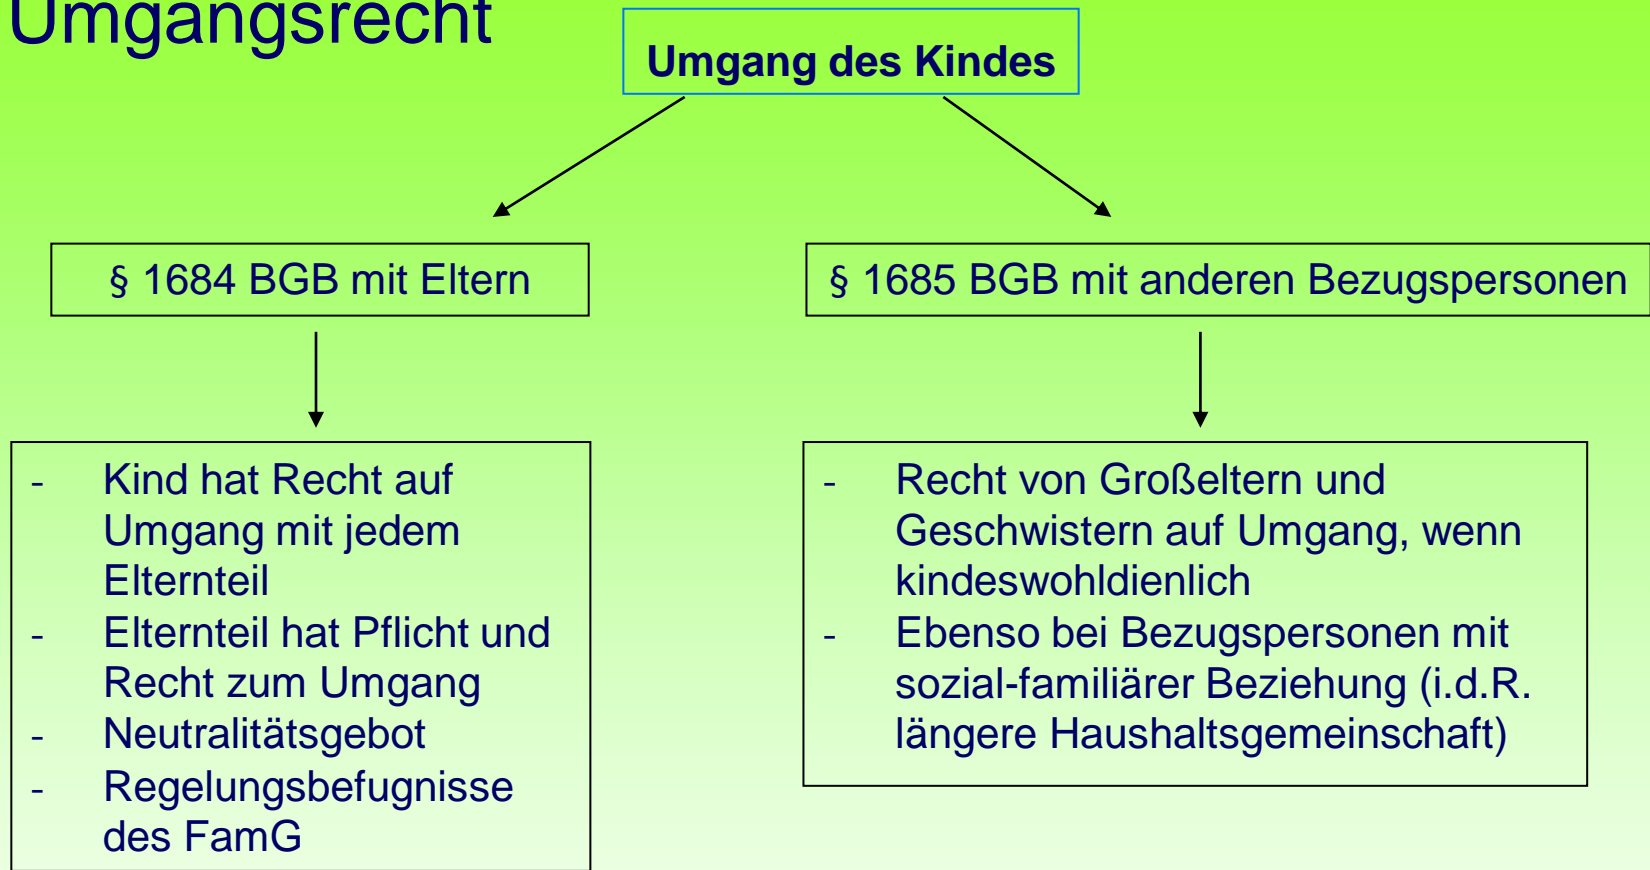 Umgangsrecht
Umgang des Kindes
§ 1684 BGB mit Eltern
§ 1685 BGB mit anderen Bezugspersonen
- Kind hat Recht auf
Umgang mit jedem
Elternteil
- Elternteil hat Pflicht und
Recht zum Umgang
- Neutralitätsgebot
- Regelungsbefugnisse
des FamG
- Recht von Großeltern und
Geschwistern auf Umgang, wenn
kindeswohldienlich
- Ebenso bei Bezugspersonen mit
sozial-familiärer Beziehung (i.d.R.
längere Haushaltsgemeinschaft)